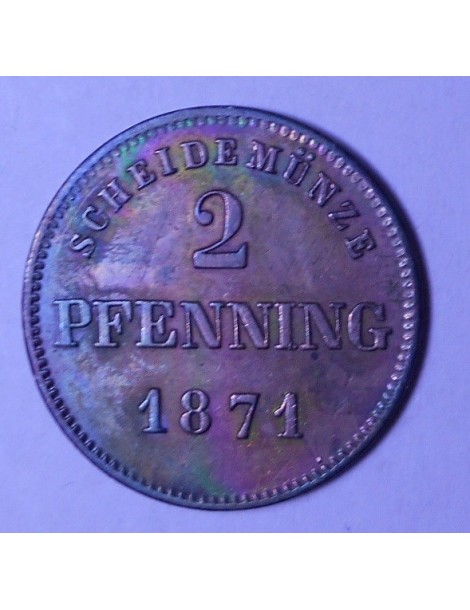 SCHEIDEMÜNZE
2
PFENNING
1871